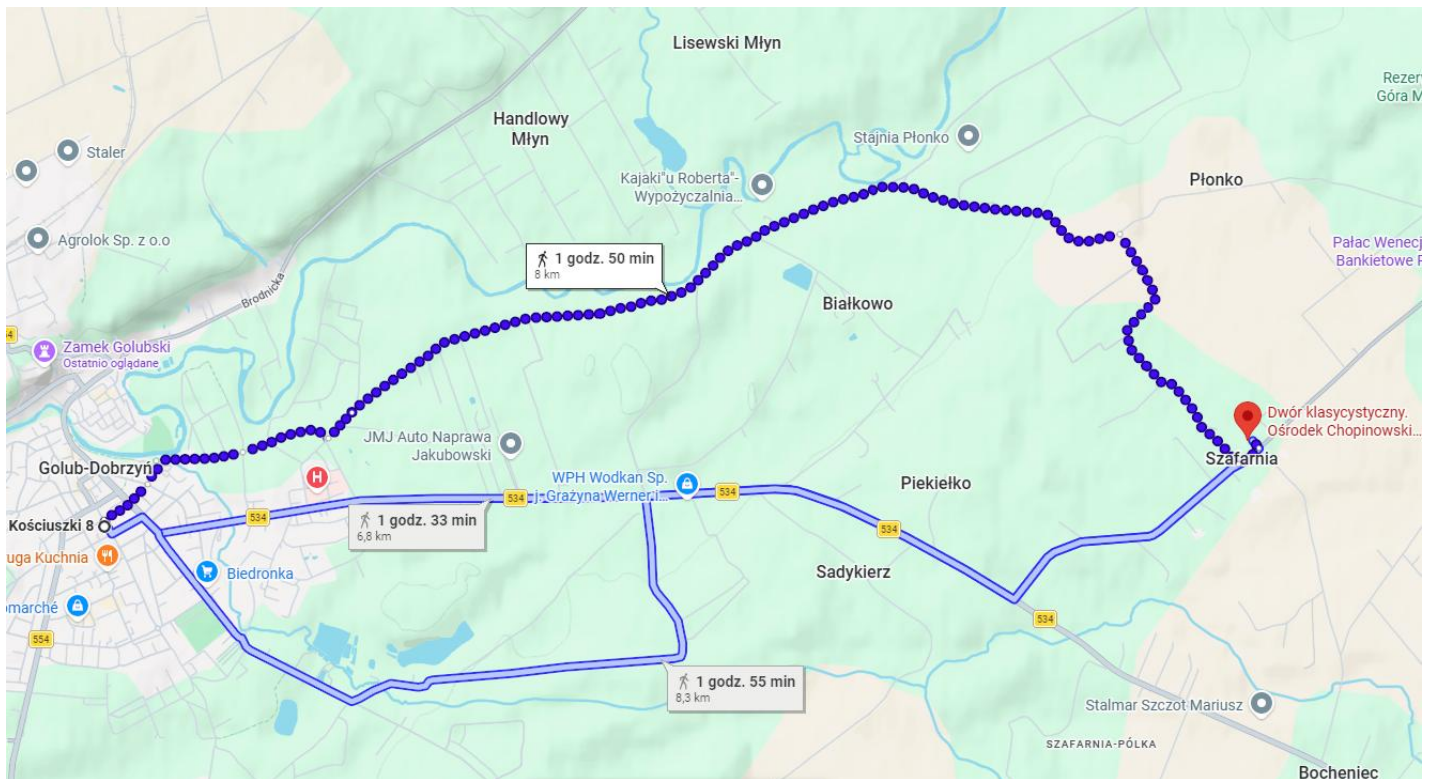 Lisewski Młyn
Rezer
Góra M
Handlowy
Młyn
Staler
Stajnia Płonko
Kajaki"u Roberta"-
Wypożyczalnia...
Płonko
Agrolok Sp. z o.o
Pałac Wenecj
Bankietowe P
1 godz. 50 min
8 km
Brodnicka
Białkowo
Zamek Golubski
Ostatnio oglądane
JMJ Auto Naprawa
Jakubowski
Dwór klasycystyczny.
Ośrodek Chopinowski...
Szafarnia
Golub-Dobrzyń
H
WPH Wodkan Sp.
j. Grażyna Werner i...
534
534
Piekiełko
Kościuszki 8
534
1 godz. 33 min
6,8 km
534
uga Kuchnia
Biedronka
Sadykierz
omarché
534
554
1 godz. 55 min
8,3 km
Stalmar Szczot Mariusz
SZAFARNIA-PÓLKA
Bocheniec